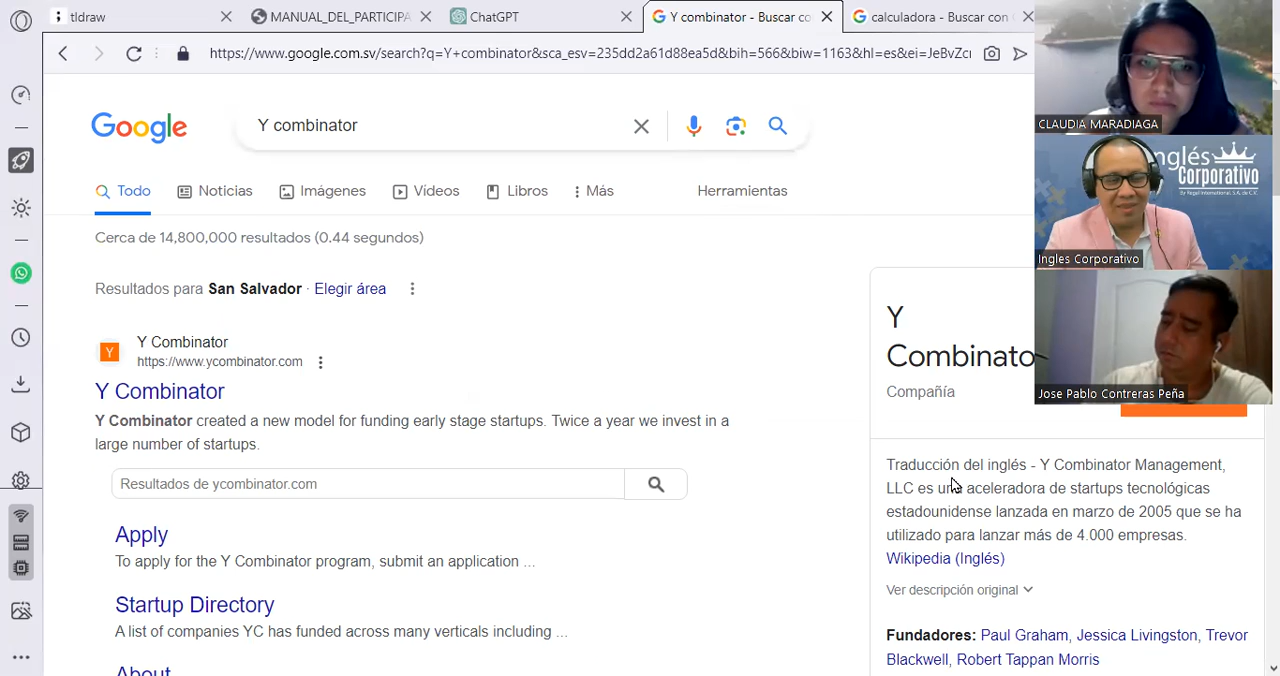 tldraw
MANUAL_DEL_PARTICIPA
ChatGPT
Y combinator - Buscar co
calculadora - Buscar con
https://www.google.com.sv/search?q=Y+combinator&sca_esv=235dd2a61d88ea5d&bih=566&biw=1163&hl=es&ei=JeBvZcı
Google
Y combinator
Todo
Noticias
Imágenes
Videos
Libros
Más
Herramientas
Cerca de 14,800,000 resultados (0.44 segundos)
Resultados para San Salvador · Elegir área
Y
Y Combinator
https://www.ycombinator.com
Y Combinator
Y Combinator created a new model for funding early stage startups. Twice a year we invest in a
large number of startups.
Resultados de ycombinator.com
Apply
To apply for the Y Combinator program, submit an application ...
Startup Directory
A list of companies YC has funded across many verticals including ...
About
Y
Combinato
Compañía
Traducción del inglés - Y Combinator Management,
LLC es una aceleradora de startups tecnológicas
estadounidense lanzada en marzo de 2005 que se ha
utilizado para lanzar más de 4.000 empresas.
Wikipedia (Inglés)
Ver descripción original
Fundadores: Paul Graham, Jessica Livingston, Trevor
Blackwell, Robert Tappan Morris
CLAUDIA MARADIAGA
nglés
Corporativo
Ingles Corporativo
Jose Pablo Contreras Peña